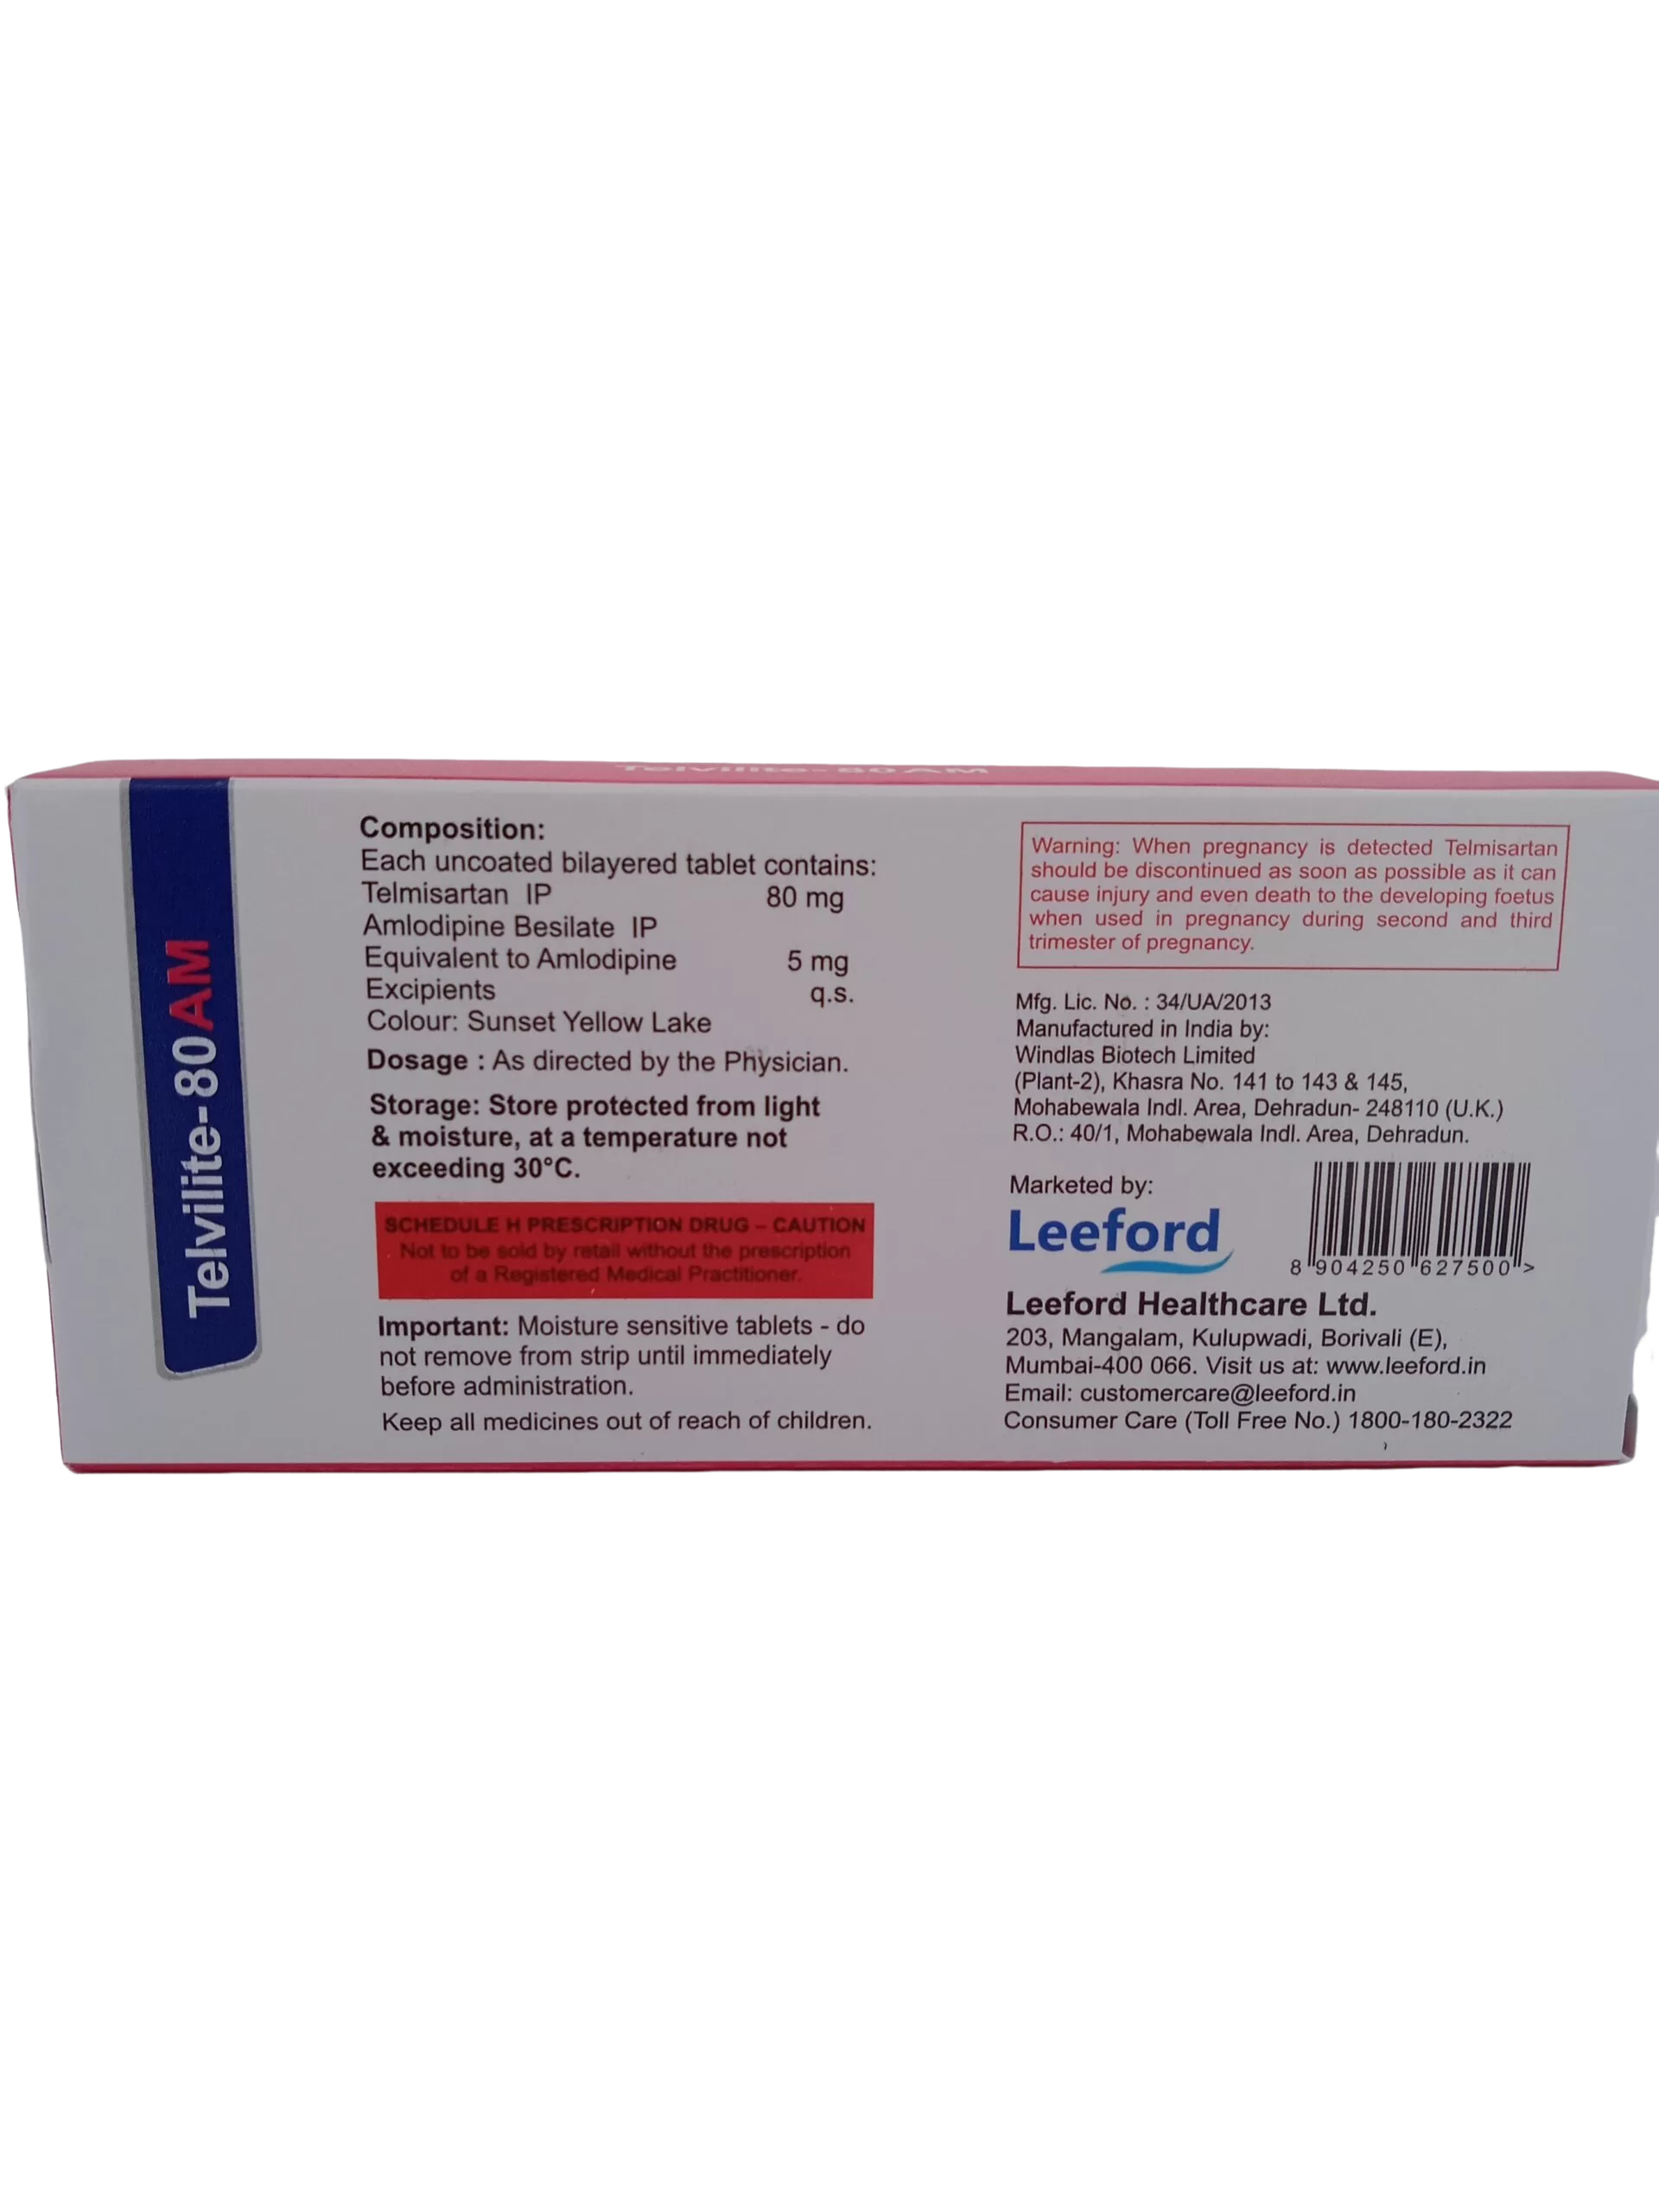 Telvilite- 80AM
Telvilite- 80 AM
Composition:
Each uncoated bilayered tablet contains:
Telmisartan IP 80 mg
Amlodipine Besilate IP
Equivalent to Amlodipine 5 mg
Excipients q.s.
Colour: Sunset Yellow Lake
Dosage : As directed by the Physician.
Storage: Store protected from light
& moisture, at a temperature not
exceeding 30°C.
SCHEDULE H PRESCRIPTION DRUG – CAUTION
Not to be sold by retail without the prescription
of a Registered Medical Practitioner.
Important: Moisture sensitive tablets - do
not remove from strip until immediately
before administration.
Keep all medicines out of reach of children.
Warning: When pregnancy is detected Telmisartan
should be discontinued as soon as possible as it can
cause injury and even death to the developing foetus
when used in pregnancy during second and third
trimester of pregnancy.
Mfg. Lic. No. : 34/UA/2013
Manufactured in India by:
Windlas Biotech Limited
(Plant-2), Khasra No. 141 to 143 & 145,
Mohabewala Indl. Area, Dehradun- 248110 (U.K.)
R.O.: 40/1, Mohabewala Indl. Area, Dehradun.
Marketed by:
Leeford
8 904250 627500 >
Leeford Healthcare Ltd.
203, Mangalam, Kulupwadi, Borivali (E),
Mumbai-400 066. Visit us at: www.leeford.in
Email: customercare@leeford.in
Consumer Care (Toll Free No.) 1800-180-2322